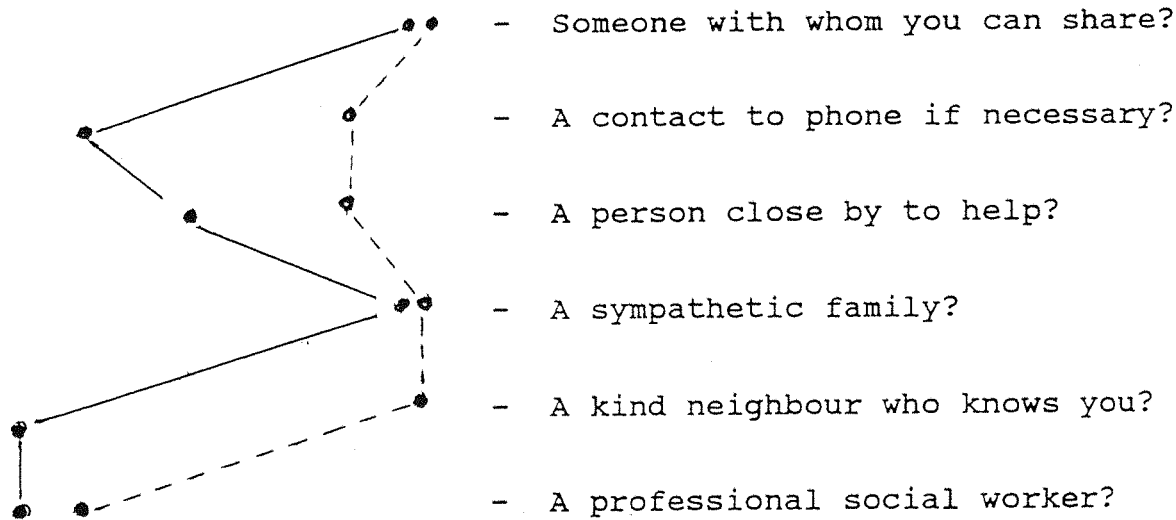 - Someone with whom you can share?
- A contact to phone if necessary?
- A person close by to help?
- A sympathetic family?
- A kind neighbour who knows you?
- A professional social worker?